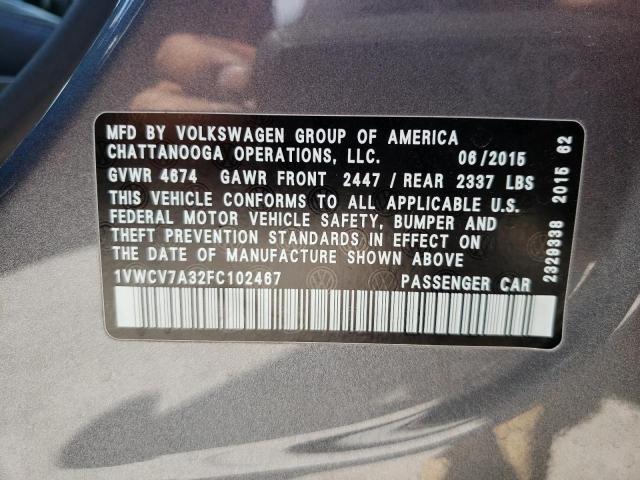 MFD BY VOLKSWAGEN GROUP OF AMERICA
CHATTANOOGA OPERATIONS, LLC. 06/2015
GVWR 4674 GAWR FRONT 2447 / REAR 2337 LBS
THIS VEHICLE CONFORMS TO ALL APPLICABLE U.S.
FEDERAL MOTOR VEHICLE SAFETY, BUMPER AND
THEFT PREVENTION STANDARDS IN EFFECT ON
THE DATE OF MANUFACTURE SHOWN ABOVE
1VWCV7A32FC102467 PASSENGER CAR
2329338 2015 62